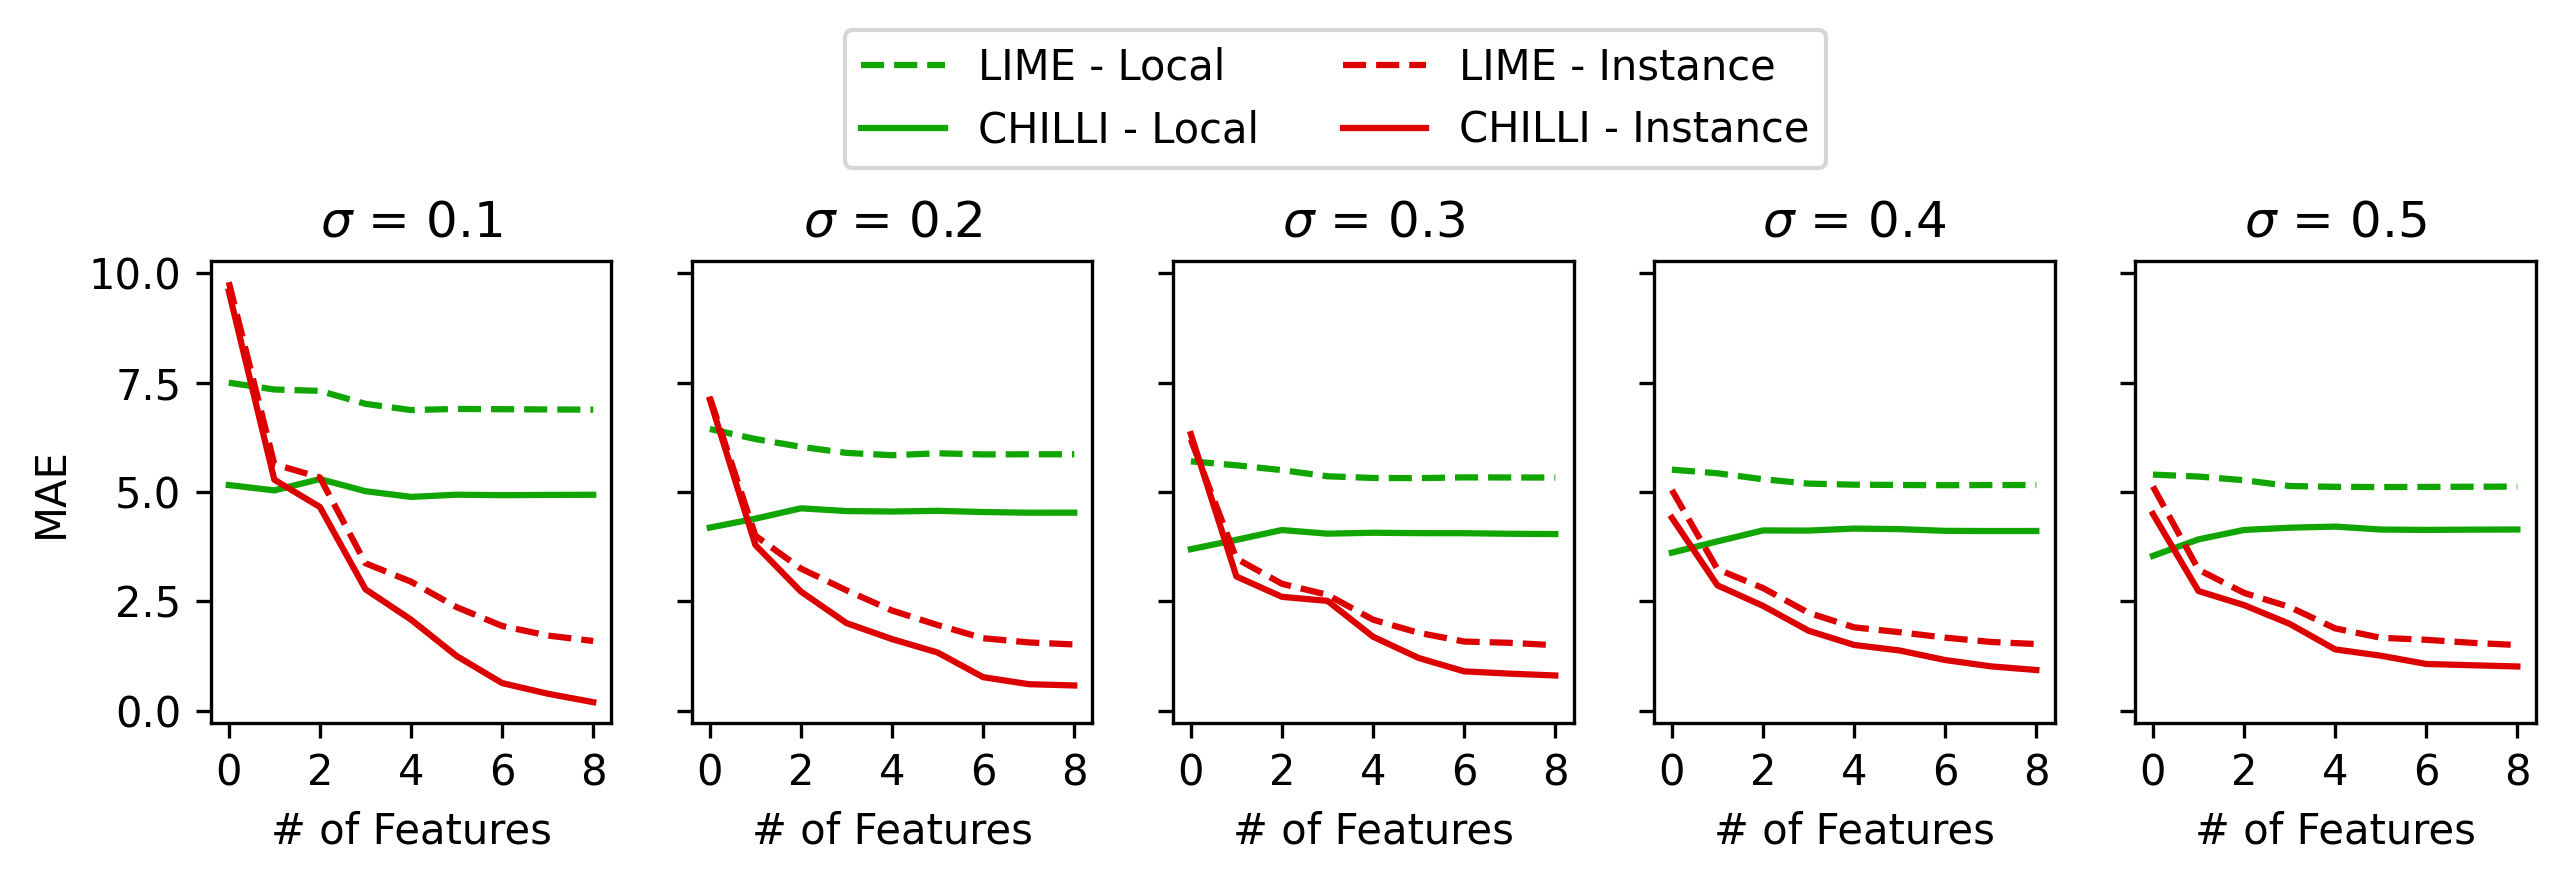 LIME - Local LIME - Instance
CHILLI - Local CHILLI - Instance
σ = 0.1 σ = 0.2 σ = 0.3 σ = 0.4 σ = 0.5
10.0
7.5
5.0
2.5
0.0
MAE
0 2 4 6 8 0 2 4 6 8 0 2 4 6 8 0 2 4 6 8 0 2 4 6 8
# of Features # of Features # of Features # of Features # of Features